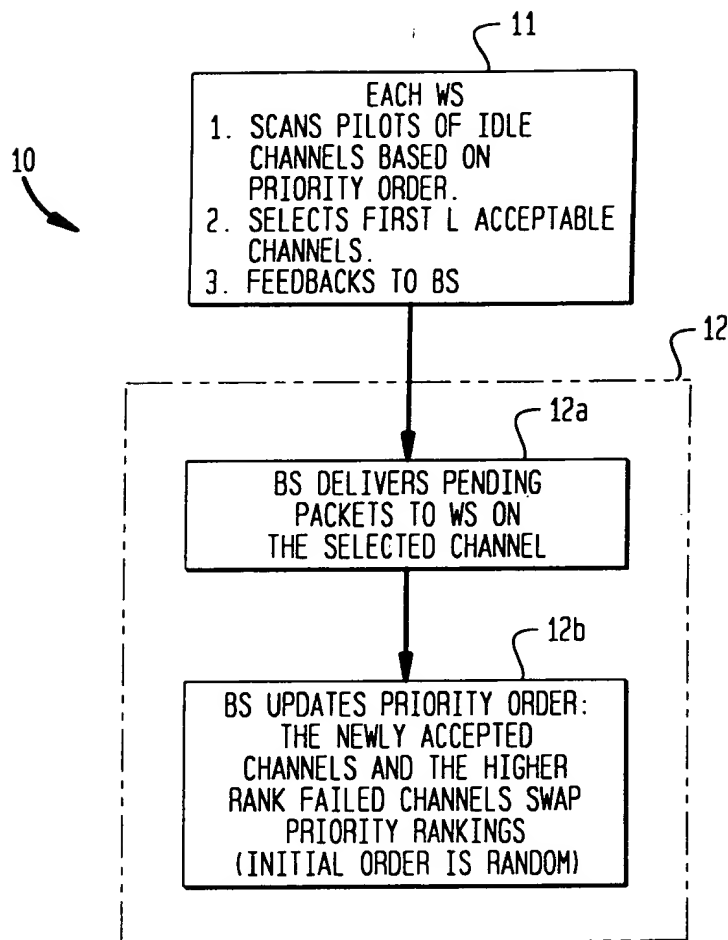 11
EACH WS
1. SCANS PILOTS OF IDLE
CHANNELS BASED ON
PRIORITY ORDER.
2. SELECTS FIRST L ACCEPTABLE
CHANNELS.
3. FEEDBACKS TO BS
10
12
12a
BS DELIVERS PENDING
PACKETS TO WS ON
THE SELECTED CHANNEL
12b
BS UPDATES PRIORITY ORDER:
THE NEWLY ACCEPTED
CHANNELS AND THE HIGHER
RANK FAILED CHANNELS SWAP
PRIORITY RANKINGS
(INITIAL ORDER IS RANDOM)